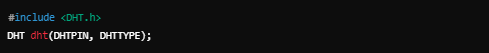 #include <DHT.h>
DHT dht(DHTPIN, DHTTYPE);